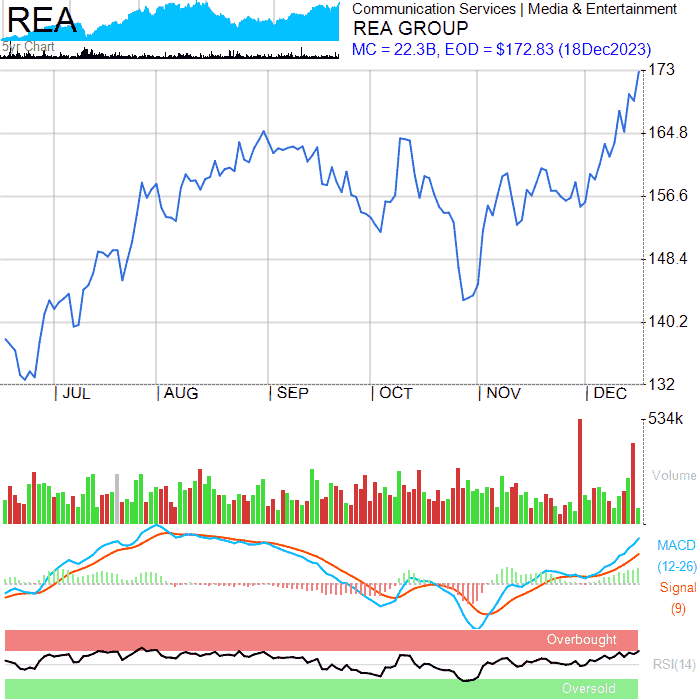 REA
5yr Chart
Communication Services | Media & Entertainment
REA GROUP
MC = 22.3B, EOD = $172.83 (18Dec2023)
173
164.8
156.6
148.4
140.2
132
JUL
AUG
SEP
OCT
NOV
DEC
534k
Volume
MACD
(12-26)
Signal
(9)
Overbought
RSI(14)
Oversold